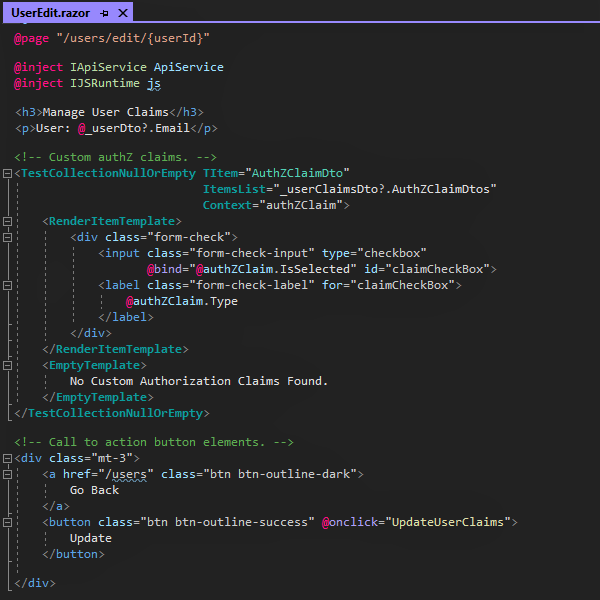 UserEdit.razor
@page "/users/edit/{userId}"
@inject IApiService ApiService
@inject IJSRuntime js
<h3>Manage User Claims</h3>
<p>User: @_userDto?.Email</p>
<!-- Custom authZ claims. -->
<TestCollectionNullOrEmpty TItem="AuthZClaimDto"
ItemsList="_userClaimsDto?.AuthZClaimDtos"
Context="authZClaim">
<RenderItemTemplate>
<div class="form-check">
<input class="form-check-input" type="checkbox"
@bind="@authZClaim.IsSelected" id="claimCheckBox">
<label class="form-check-label" for="claimCheckBox">
@authZClaim.Type
</label>
</div>
</RenderItemTemplate>
<EmptyTemplate>
No Custom Authorization Claims Found.
</EmptyTemplate>
</TestCollectionNullOrEmpty>
<!-- Call to action button elements. -->
<div class="mt-3">
<a href="/users" class="btn btn-outline-dark">
Go Back
</a>
<button class="btn btn-outline-success" @onclick="UpdateUserClaims">
Update
</button>
</div>